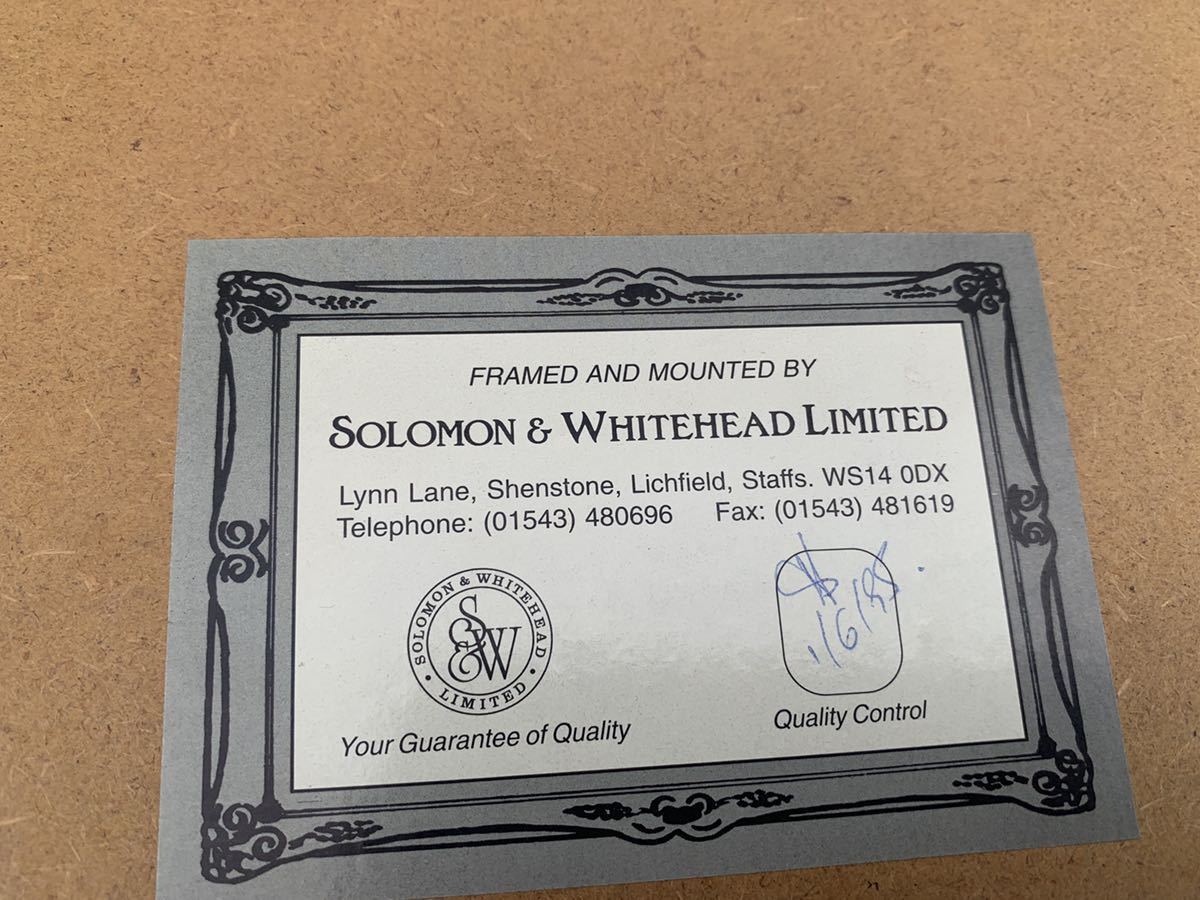 FRAMED AND MOUNTED BY
SOLOMON & WHITEHEAD LIMITED
Lynn Lane, Shenstone, Lichfield, Staffs. WS14 0DX
Telephone: (01543) 480696 Fax: (01543) 481619
SOLOMON & WHITEHEAD
LIMITED
S&W
Your Guarantee of Quality
Quality Control